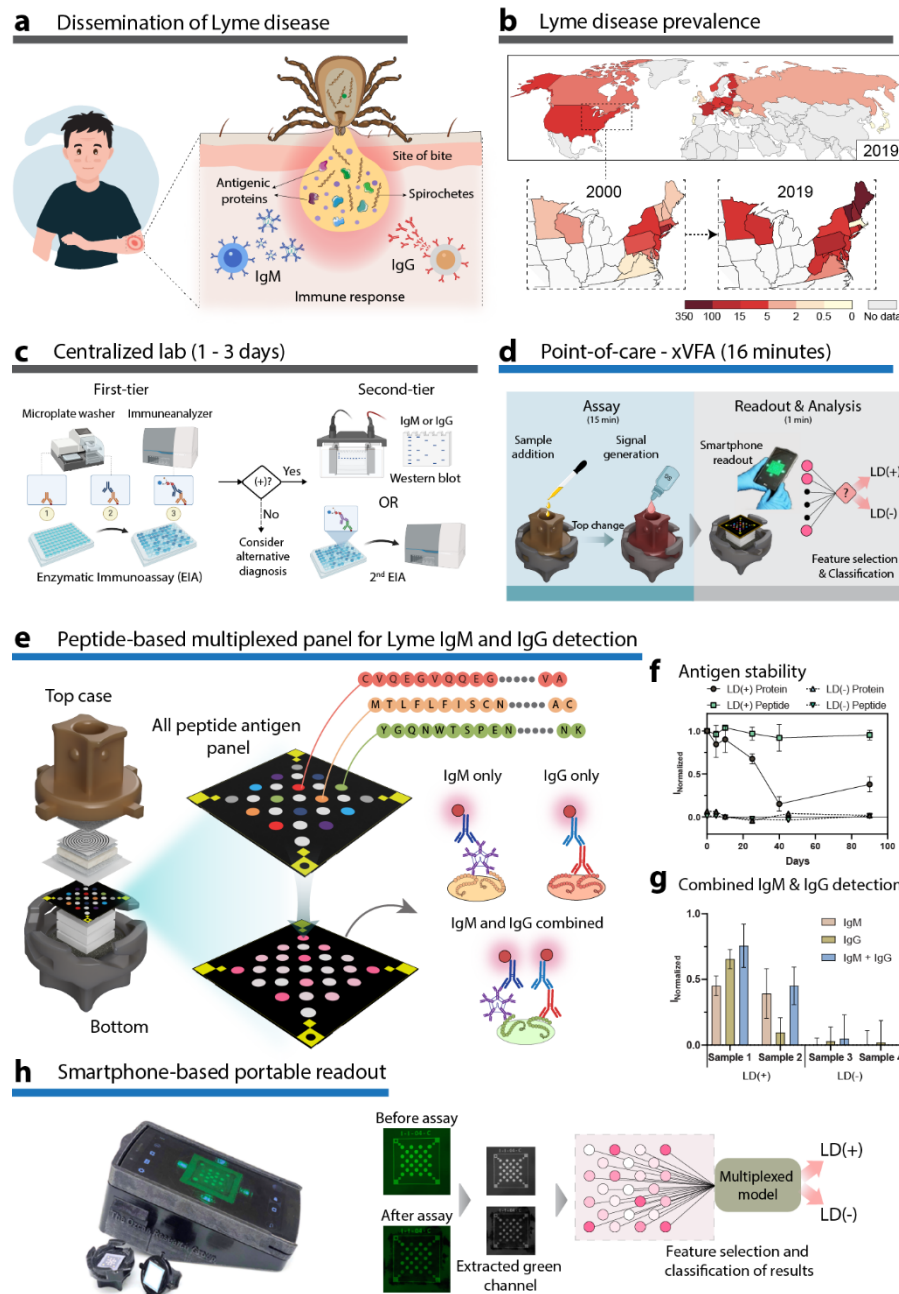 a Dissemination of Lyme disease
Site of bite
Antigenic
proteins
Spirochetes
IgM
IgG
Immune response
b Lyme disease prevalence
2019
2000
2019
350 100 15 5 2 0.5 0
No data
c Centralized lab (1 - 3 days)
First-tier
Second-tier
Microplate washer
Immuneanalyzer
IgM or IgG
Western blot
(+)?
Yes
No
OR
1
2
3
Enzymatic Immunoassay (EIA)
Consider
alternative
diagnosis
2nd EIA
d Point-of-care - xVFA (16 minutes)
Assay
(15 min)
Readout & Analysis
(1 min)
Sample
addition
Signal
generation
Smartphone
readout
Top change
?
LD(+)
LD(-)
Feature selection
& Classification
e Peptide-based multiplexed panel for Lyme IgM and IgG detection
Top case
All peptide antigen
panel
C V Q E G V Q Q E G V A
M T L F L F I S C N A C
Y G Q N W T S P E N N K
IgM only
IgG only
IgM and IgG combined
Bottom
f Antigen stability
LD(+) Protein
LD(-) Protein
LD(+) Peptide
LD(-) Peptide
INormalized
1.0
0.5
0.0
0 20 40 60 80 100
Days
g Combined IgM & IgG detection
IgM
IgG
IgM + IgG
INormalized
1.0
0.5
0.0
Sample 1 Sample 2 Sample 3 Sample 4
LD(+)
LD(-)
h Smartphone-based portable readout
Before assay
After assay
Extracted green
channel
Multiplexed
model
LD(+)
LD(-)
Feature selection and
classification of results